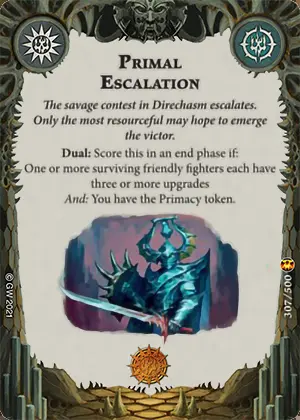 PRIMAL
ESCALATION
The savage contest in Direchasm escalates.
Only the most resourceful may hope to emerge
the victor.
Dual: Score this in an end phase if:
One or more surviving friendly fighters each have
three or more upgrades
And: You have the Primacy token.
© GW 2021
307/500